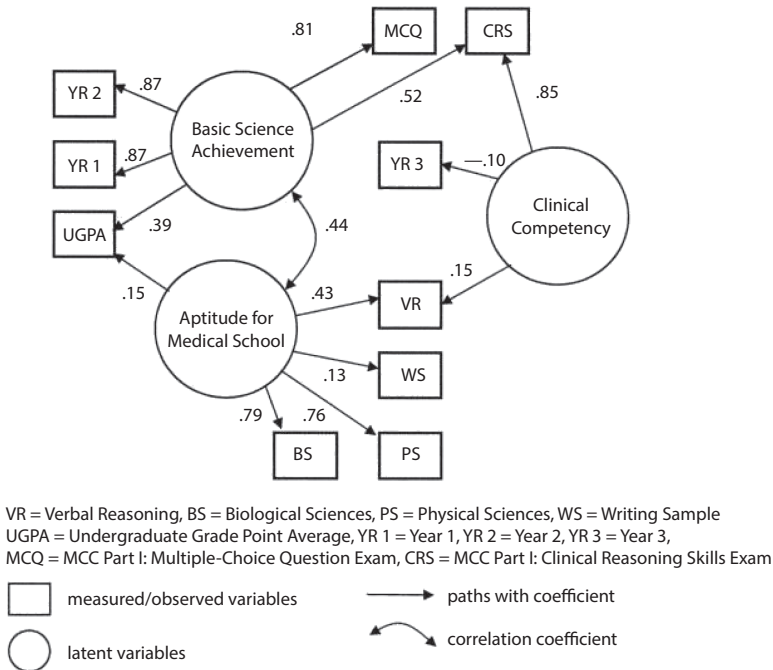 MCQ
CRS
.81
.85
.52
YR 2
.87
Basic Science
Achievement
YR 1
.87
YR 3
—.10
Clinical
Competency
UGPA
.39
.44
.15
.15
.43
VR
Aptitude for
Medical School
.13
WS
.79
.76
BS
PS
VR = Verbal Reasoning, BS = Biological Sciences, PS = Physical Sciences, WS = Writing Sample
UGPA = Undergraduate Grade Point Average, YR 1 = Year 1, YR 2 = Year 2, YR 3 = Year 3,
MCQ = MCC Part I: Multiple-Choice Question Exam, CRS = MCC Part I: Clinical Reasoning Skills Exam
measured/observed variables
paths with coefficient
latent variables
correlation coefficient